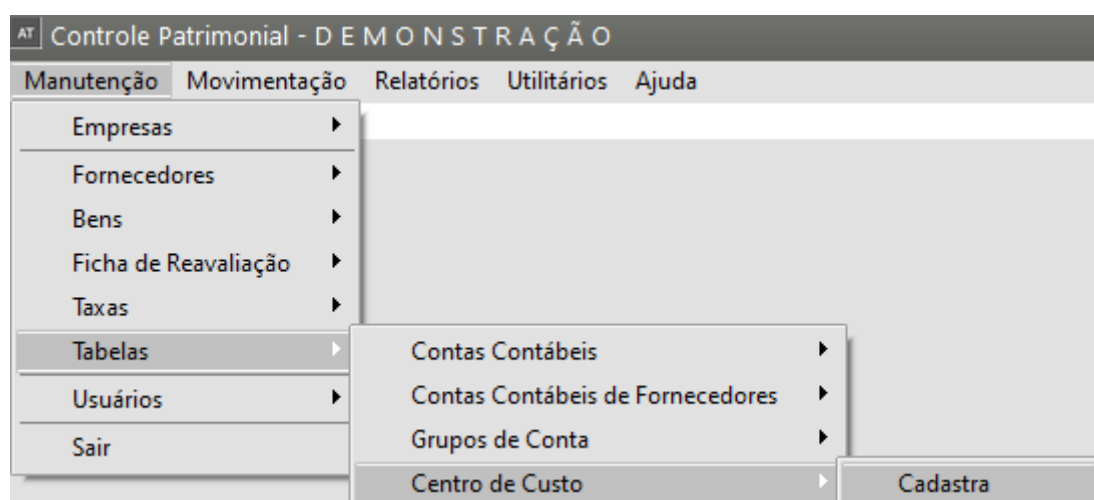 AT Controle Patrimonial - D E M O N S T R A Ç Ã O
Manutenção Movimentação Relatórios Utilitários Ajuda
Empresas
Fornecedores
Bens
Ficha de Reavaliação
Taxas
Tabelas
Usuários
Sair
Contas Contábeis
Contas Contábeis de Fornecedores
Grupos de Conta
Centro de Custo
Cadastra